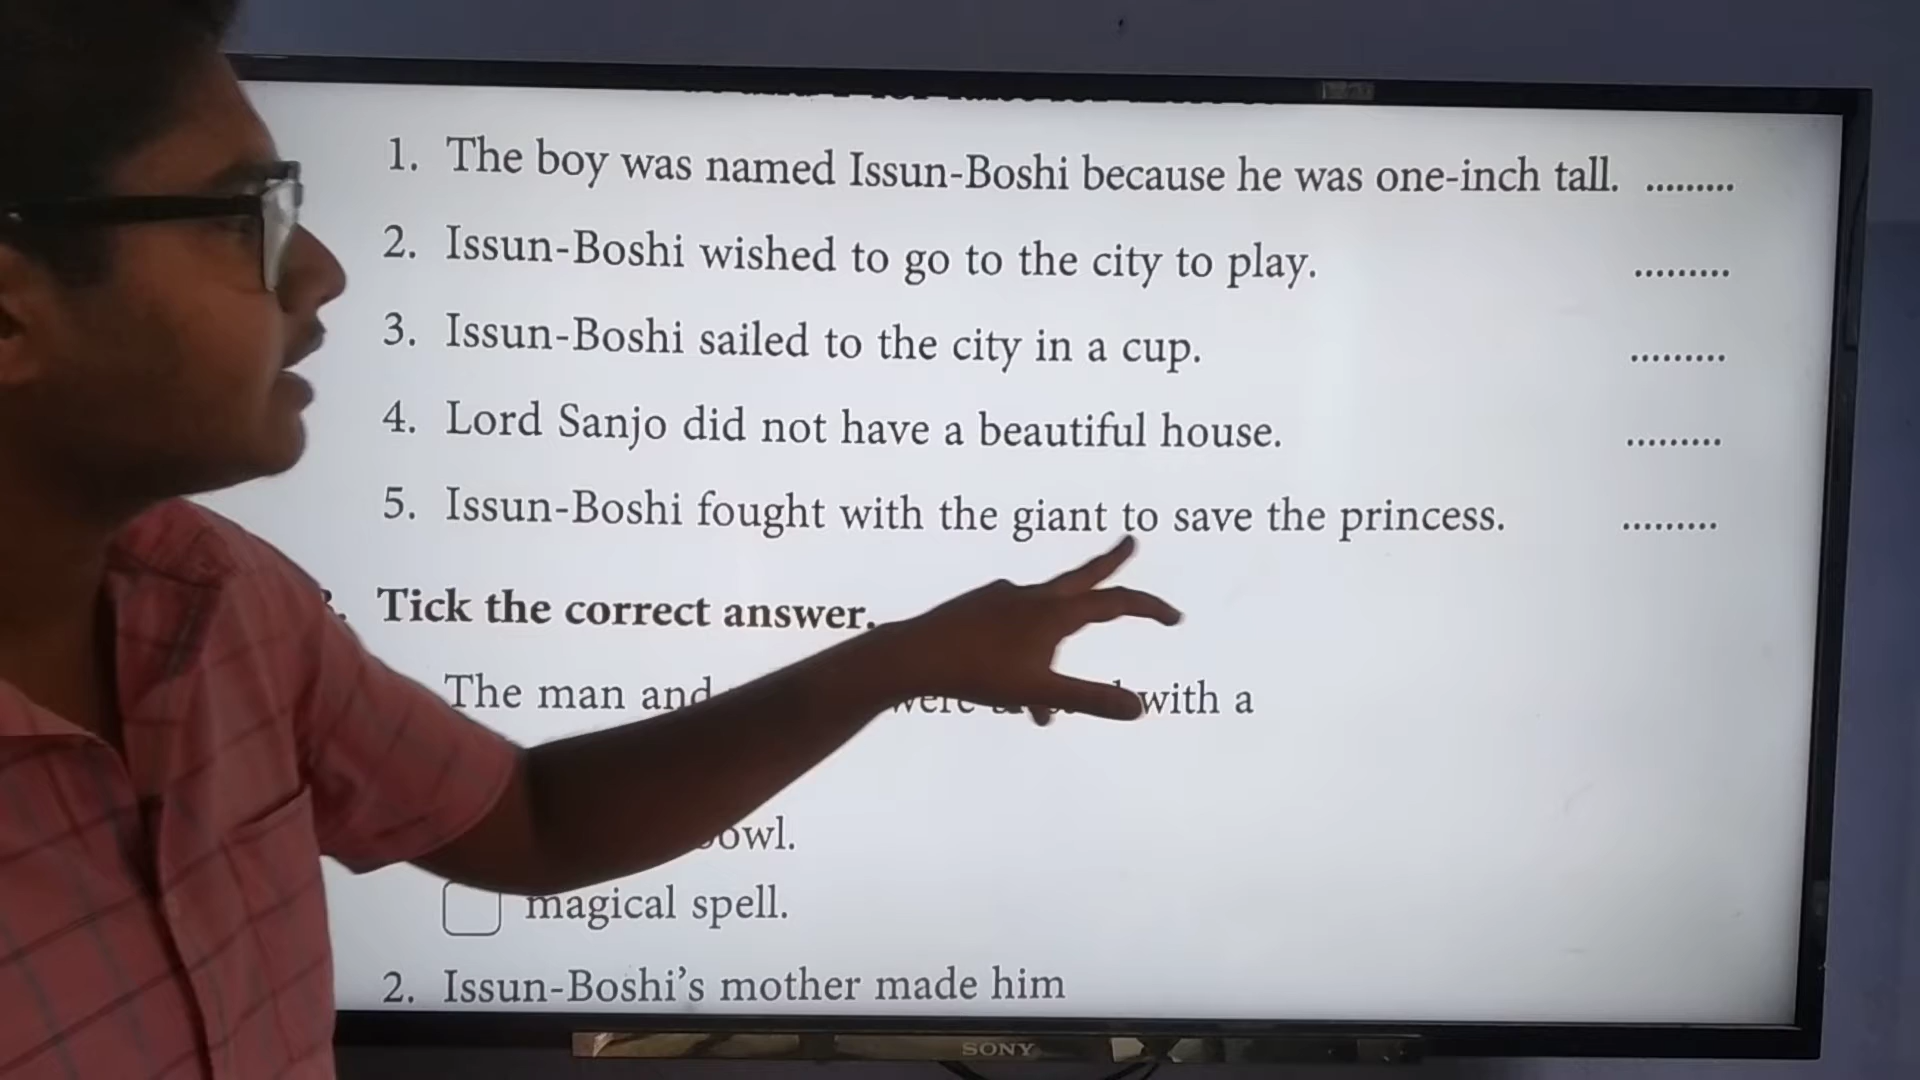 1. The boy was named Issun-Boshi because he was one-inch tall. .........
2. Issun-Boshi wished to go to the city to play. .........
3. Issun-Boshi sailed to the city in a cup. .........
4. Lord Sanjo did not have a beautiful house. .........
5. Issun-Boshi fought with the giant to save the princess. .........
Tick the correct answer.
The man and with a
magical spell.
2. Issun-Boshi's mother made him
SONY